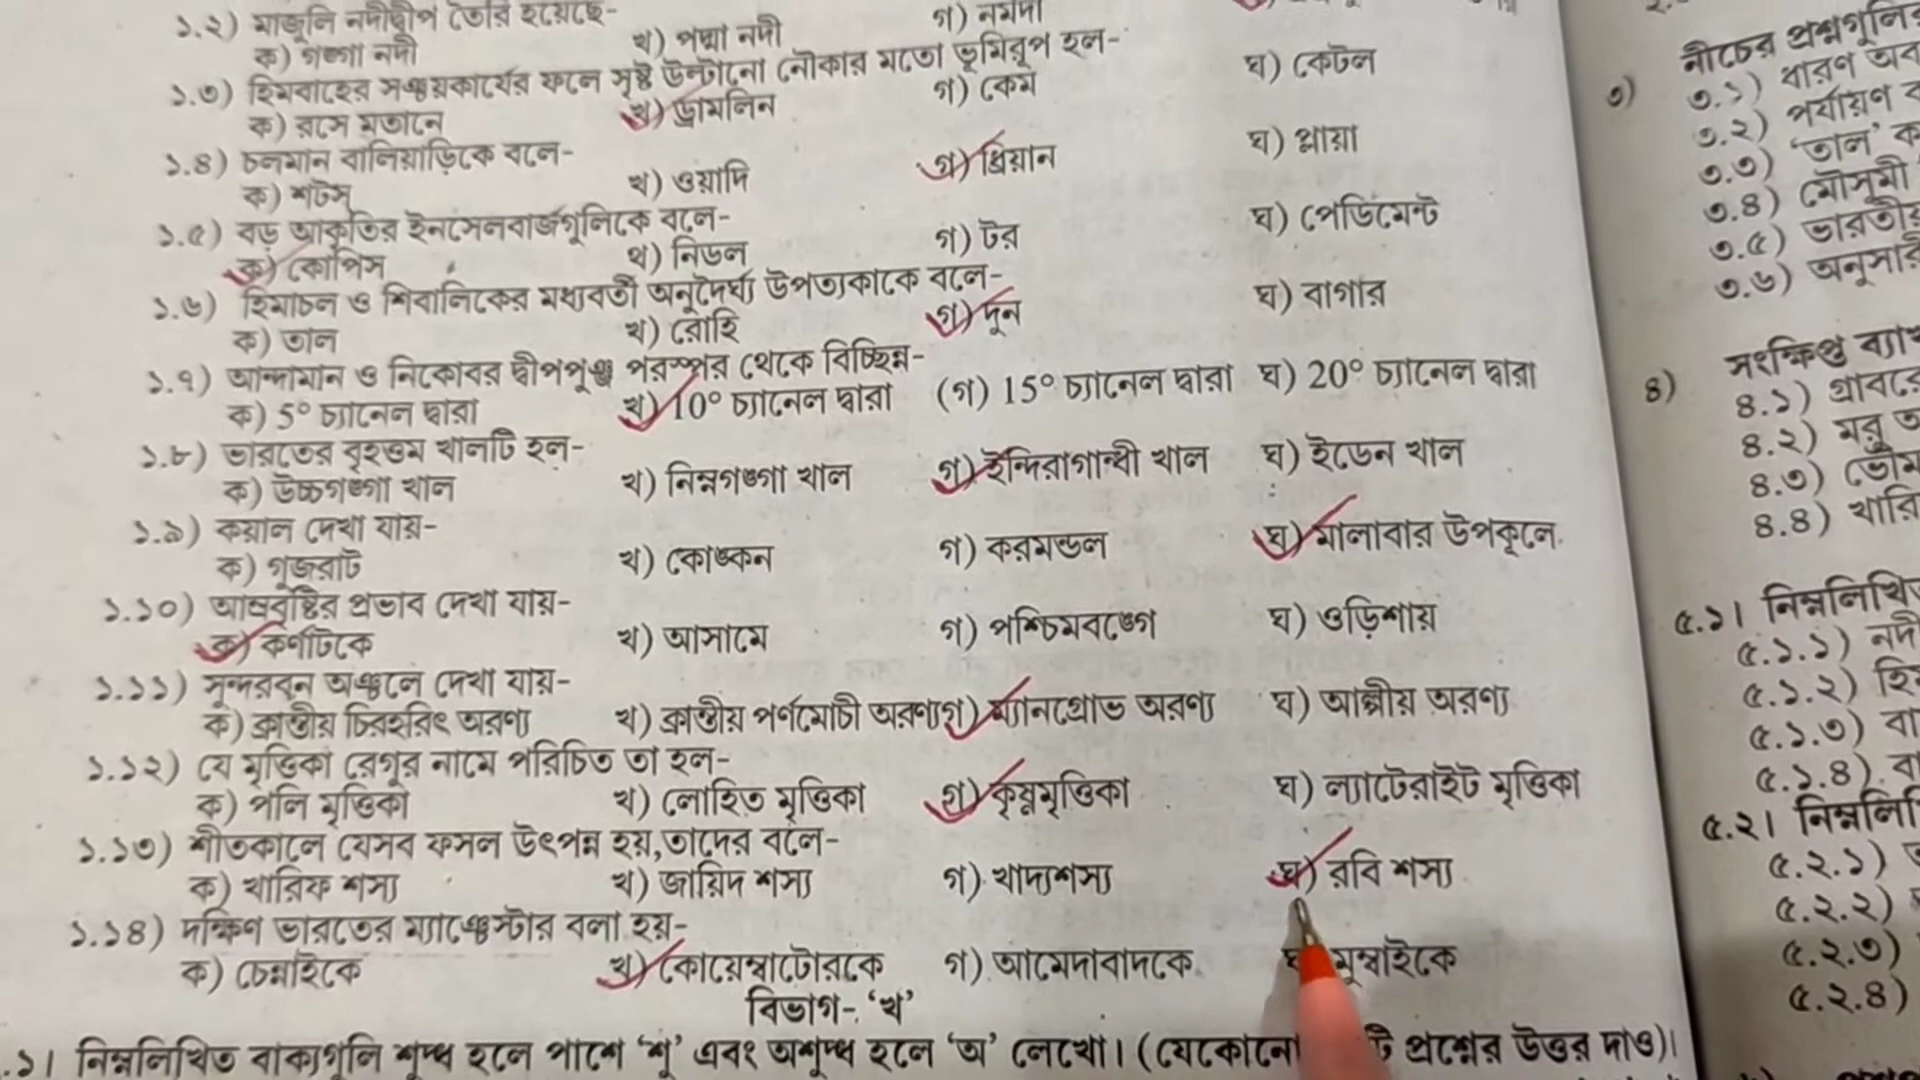 ১.২) মাজুলি নদীদ্বীপ তৈরি হয়েছে-
ক) গঙ্গা নদী খ) পদ্মা নদী গ) নর্মদা
১.৩) হিমবাহের সঞ্চয়কার্যের ফলে সৃষ্ট উল্টানো নৌকার মতো ভূমিরূপ হল-
ক) রসে মতানে খ) ড্রামলিন গ) কেম ঘ) কেটল
১.৪) চলমান বালিয়াড়িকে বলে-
ক) শটস্ খ) ওয়াদি গ) ধ্রিয়ান ঘ) প্লায়া
১.৫) বড় আকৃতির ইনসেলবার্জগুলিকে বলে-
ক) কোপিস খ) নিডল গ) টর ঘ) পেডিমেন্ট
১.৬) হিমাচল ও শিবালিকের মধ্যবর্তী অনুদৈর্ঘ্য উপত্যকাকে বলে-
ক) তাল খ) রোহি গ) দুন ঘ) বাগার
১.৭) আন্দামান ও নিকোবর দ্বীপপুঞ্জ পরস্পর থেকে বিচ্ছিন্ন-
ক) 5° চ্যানেল দ্বারা খ) 10° চ্যানেল দ্বারা (গ) 15° চ্যানেল দ্বারা ঘ) 20° চ্যানেল দ্বারা
১.৮) ভারতের বৃহত্তম খালটি হল-
ক) উচ্চগঙ্গা খাল খ) নিম্নগঙ্গা খাল গ) ইন্দিরাগান্ধী খাল ঘ) ইডেন খাল
১.৯) কয়াল দেখা যায়-
ক) গুজরাট খ) কোঙ্কন গ) করমন্ডল ঘ) মালাবার উপকূলে
১.১০) আম্রবৃষ্টির প্রভাব দেখা যায়-
ক) কর্ণাটকে খ) আসামে গ) পশ্চিমবঙ্গে ঘ) ওড়িশায়
১.১১) সুন্দরবন অঞ্চলে দেখা যায়-
ক) ক্রান্তীয় চিরহরিৎ অরণ্য খ) ক্রান্তীয় পর্ণমোচী অরণ্য গ) ম্যানগ্রোভ অরণ্য ঘ) আল্পীয় অরণ্য
১.১২) যে মৃত্তিকা রেগুর নামে পরিচিত তা হল-
ক) পলি মৃত্তিকা খ) লোহিত মৃত্তিকা গ) কৃষ্ণমৃত্তিকা ঘ) ল্যাটেরাইট মৃত্তিকা
১.১৩) শীতকালে যেসব ফসল উৎপন্ন হয়,তাদের বলে-
ক) খারিফ শস্য খ) জায়িদ শস্য গ) খাদ্যশস্য ঘ) রবি শস্য
১.১৪) দক্ষিণ ভারতের ম্যাঞ্চেস্টার বলা হয়-
ক) চেন্নাইকে খ) কোয়েম্বাটোরকে গ) আমেদাবাদকে ঘ) মুম্বাইকে
বিভাগ- 'খ'
.১। নিম্নলিখিত বাক্যগুলি শুদ্ধ হলে পাশে 'শু' এবং অশুদ্ধ হলে 'অ' লেখো। (যেকোনো টি প্রশ্নের উত্তর দাও)।
৩) নীচের প্রশ্নগুলির
৩.১) ধারণ অব
৩.২) পর্যায়ণ
৩.৩) 'তাল'
৩.৪) মৌসুমী
৩.৫) ভারতীয়
৩.৬) অনুসারী
৪) সংক্ষিপ্ত ব্যাখ
৪.১) গ্রাবরে
৪.২) মরু
৪.৩) ভৌম
৪.৪) খারি
৫.১। নিম্নলিখি
৫.১.১) নদী
৫.১.২) হি
৫.১.৩) বা
৫.১.৪) বা
৫.২। নিম্নলি
৫.২.১)
৫.২.২)
৫.২.৩)
৫.২.৪)